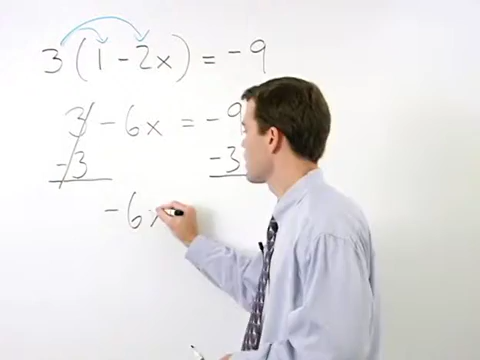 3(1 - 2x) = -9
3 - 6x = -9
-3 -3
-6x